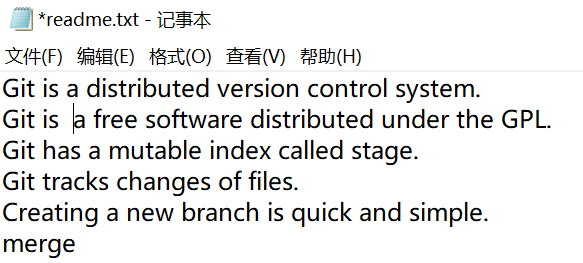 *readme.txt - 记事本
文件(F) 编辑(E) 格式(O) 查看(V) 帮助(H)
Git is a distributed version control system.
Git is  a free software distributed under the GPL.
Git has a mutable index called stage.
Git tracks changes of files.
Creating a new branch is quick and simple.
merge